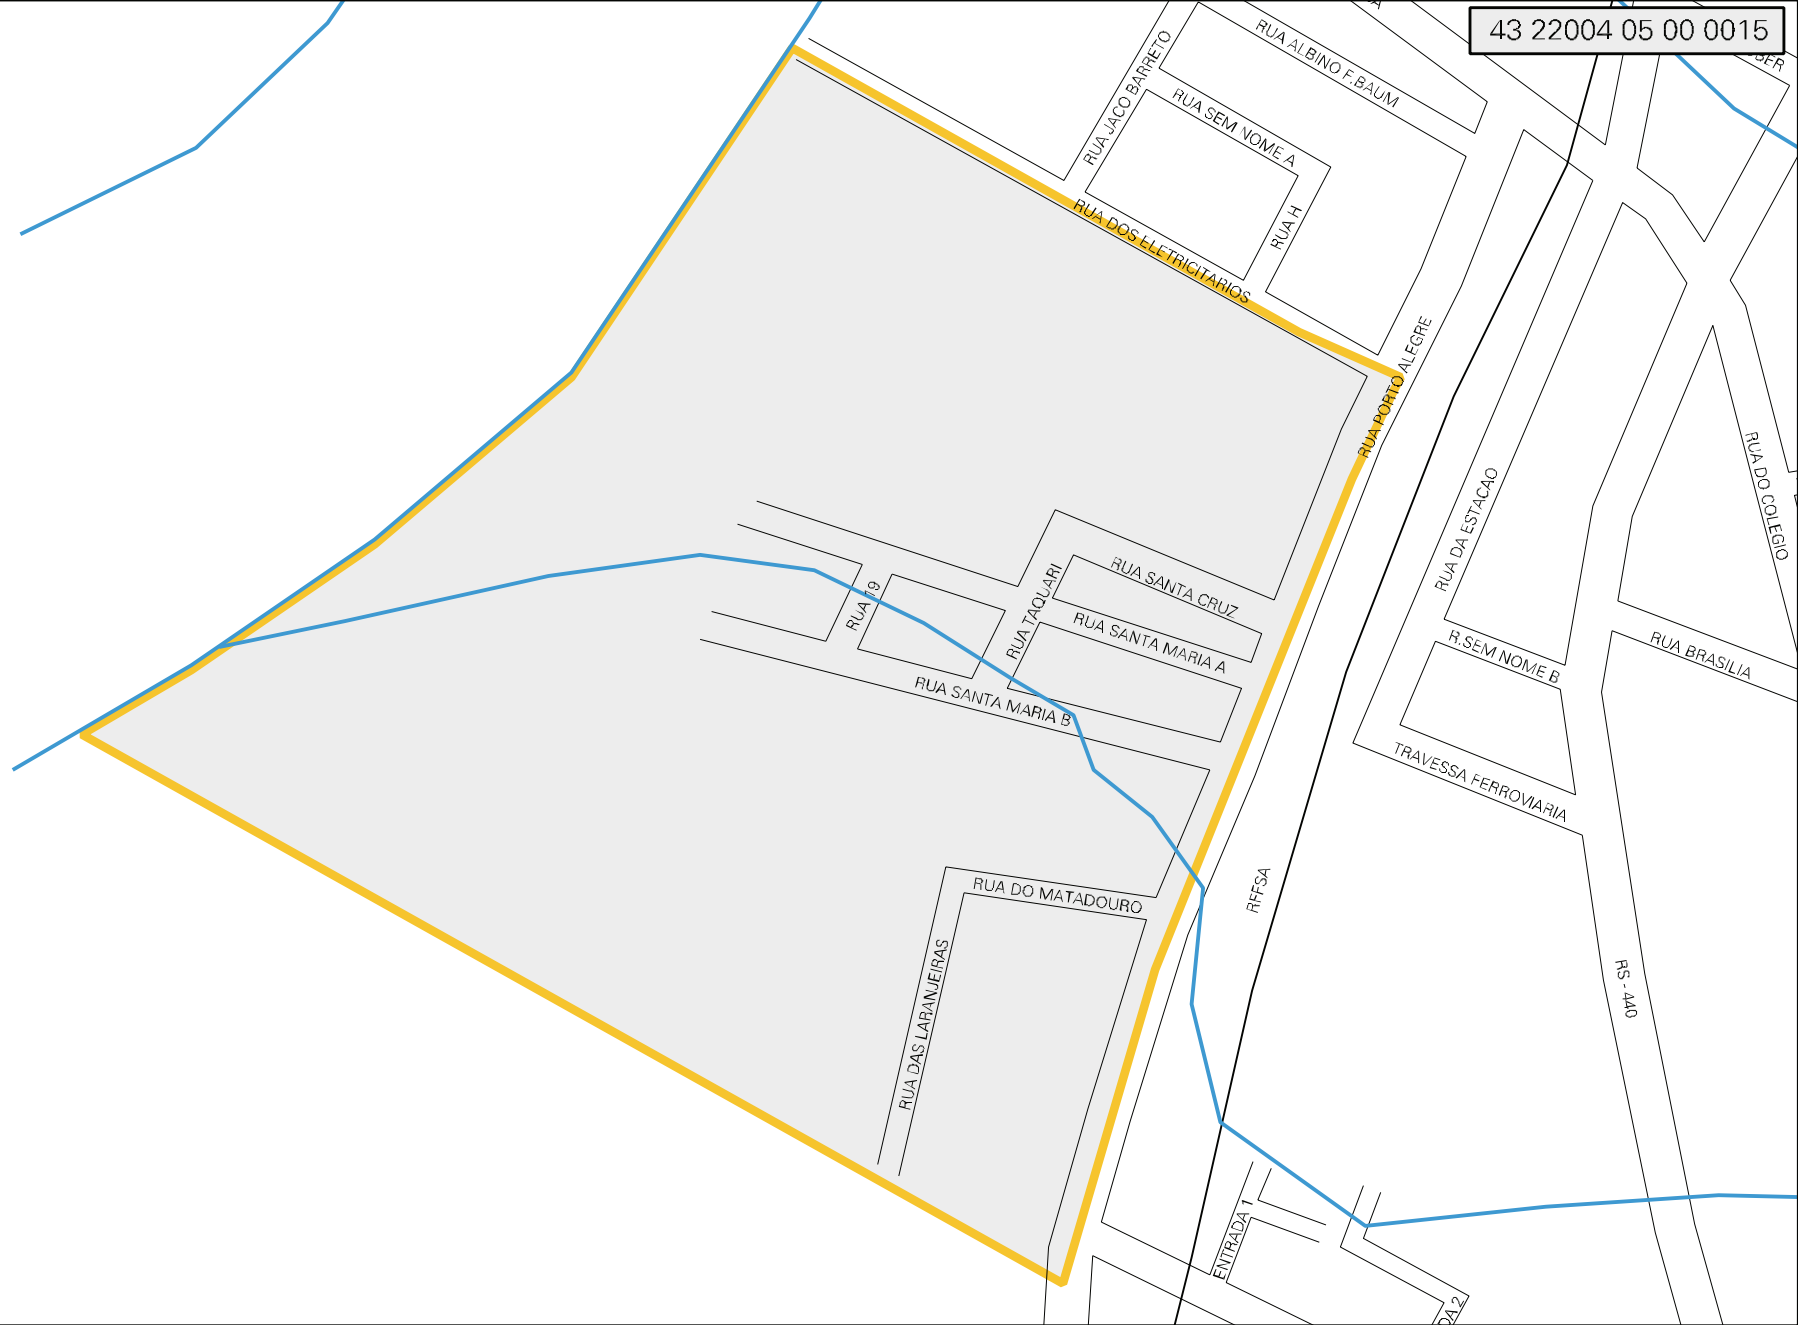 43 22004 05 00 0015
BER
RUA ALBINO F.BAUM
RUA JACO BARRETO
RUA SEM NOME A
RUA H
RUA DOS ELETRICITARIOS
RUA PORTO ALEGRE
RUA DO COLEGIO
RUA DA ESTACAO
RUA SANTA CRUZ
RUA 19
RUA TAQUARI
RUA SANTA MARIA A
R.SEM NOME B
RUA BRASILIA
RUA SANTA MARIA B
TRAVESSA FERROVIARIA
RFFSA
RUA DO MATADOURO
RUA DAS LARANJEIRAS
RS - 440
ENTRADA 1
DA 2